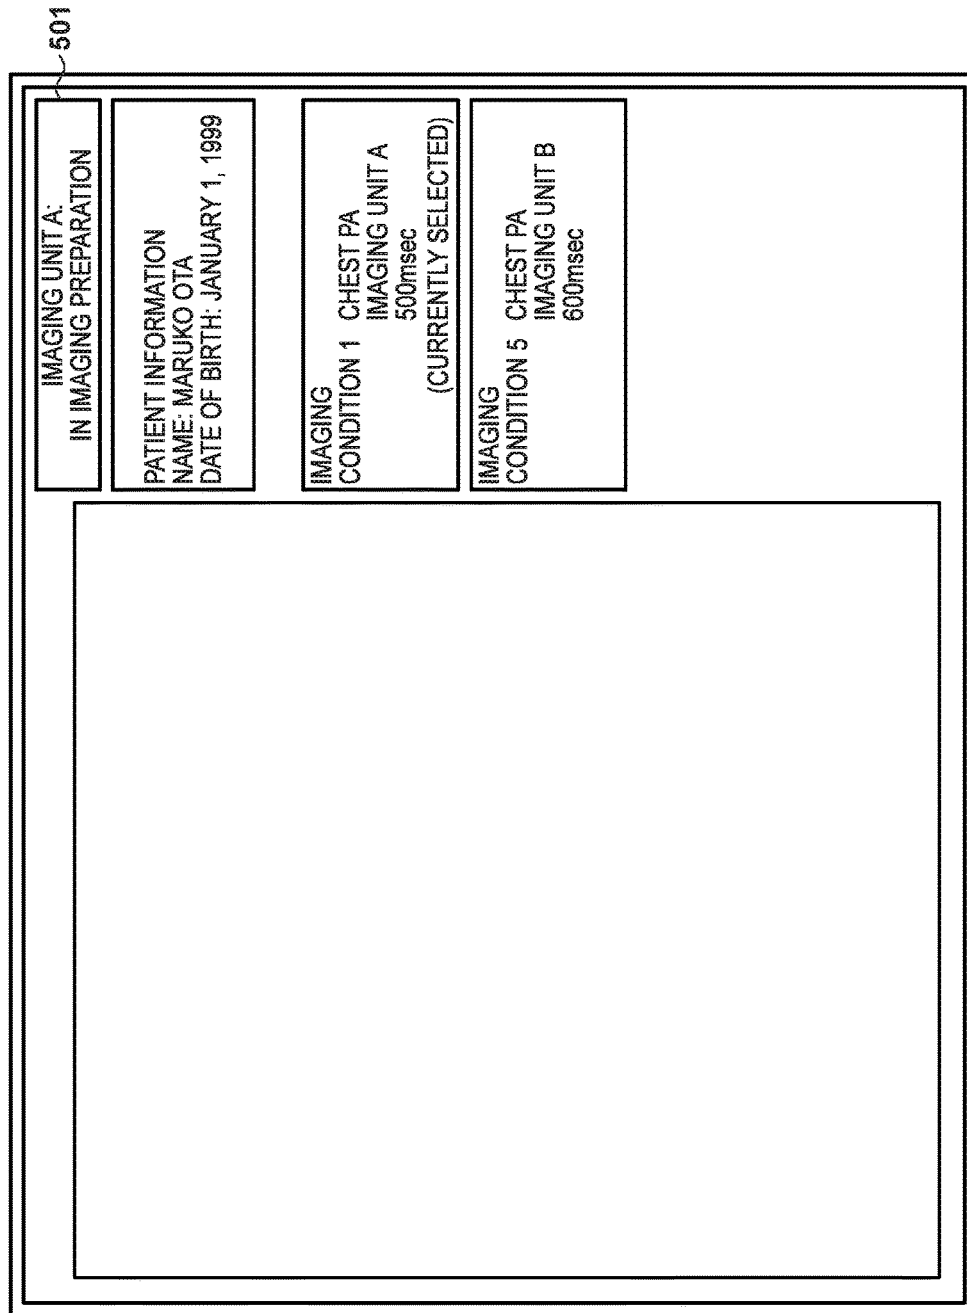 501
IMAGING UNIT A:
IN IMAGING PREPARATION
PATIENT INFORMATION
NAME: MARUKO OTA
DATE OF BIRTH: JANUARY 1, 1999
IMAGING
CONDITION 1 CHEST PA
IMAGING UNIT A
500msec
(CURRENTLY SELECTED)
IMAGING
CONDITION 5 CHEST PA
IMAGING UNIT B
600msec